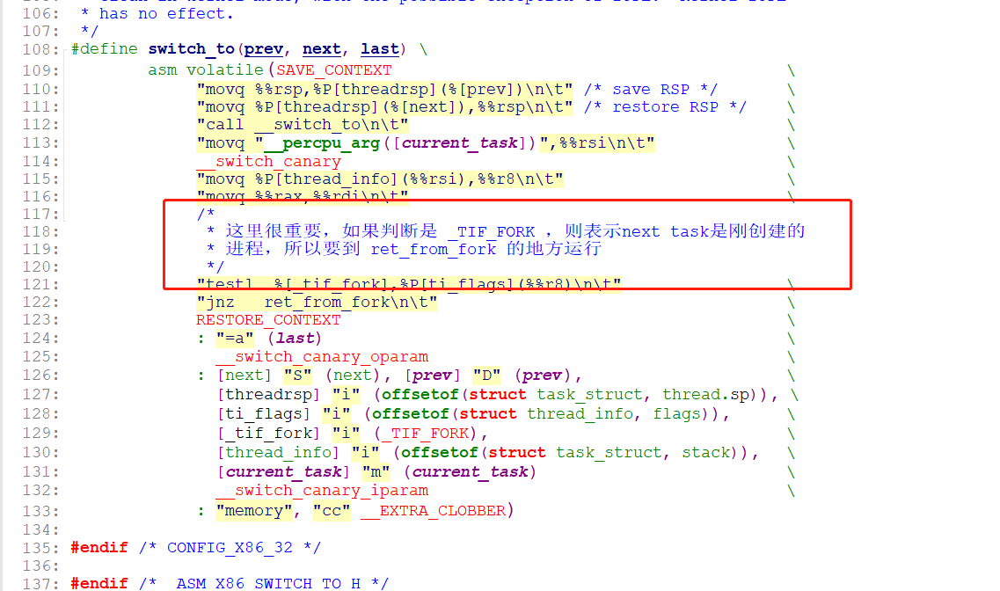 106: * has no effect.
107: */
108: #define switch_to(prev, next, last) \
109: asm volatile(SAVE_CONTEXT \
110: "movq %%rsp,%P[threadrsp](%[prev])\n\t" /* save RSP */ \
111: "movq %P[threadrsp](%[next]),%%rsp\n\t" /* restore RSP */ \
112: "call __switch_to\n\t" \
113: "movq "__percpu_arg([current_task])",%%rsi\n\t" \
114: __switch_canary \
115: "movq %P[thread_info](%%rsi),%%r8\n\t" \
116: "movq %%rax,%%rdi\n\t" \
117: /*
118: * 这里很重要，如果判断是 _TIF_FORK ，则表示next task是刚创建的
119: * 进程，所以要到 ret_from_fork 的地方运行
120: */
121: "testl %[_tif_fork],%P[ti_flags](%%r8)\n\t" \
122: "jnz ret_from_fork\n\t" \
123: RESTORE_CONTEXT \
124: : "=a" (last) \
125: __switch_canary_oparam \
126: : [next] "S" (next), [prev] "D" (prev), \
127: [threadrsp] "i" (offsetof(struct task_struct, thread.sp)), \
128: [ti_flags] "i" (offsetof(struct thread_info, flags)), \
129: [_tif_fork] "i" (_TIF_FORK), \
130: [thread_info] "i" (offsetof(struct task_struct, stack)), \
131: [current_task] "m" (current_task) \
132: __switch_canary_iparam \
133: : "memory", "cc" __EXTRA_CLOBBER)
134:
135: #endif /* CONFIG_X86_32 */
136:
137: #endif /* _ASM_X86_SWITCH_TO_H */